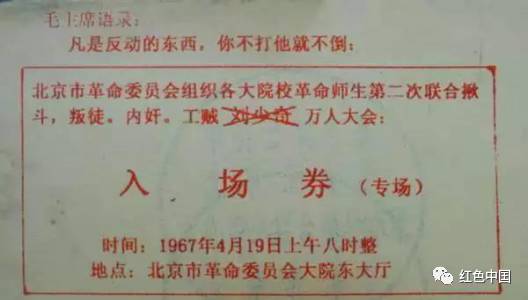 毛主席语录：
凡是反动的东西，你不打他就不倒：
北京市革命委员会组织各大院校革命师生第二次联合揪
斗，叛徒。内奸。工贼 刘少奇 万人大会：
入 场 券（专场）
时间：1967年4月19日上午八时整
地点：北京市革命委员会大院东大厅
红色中国